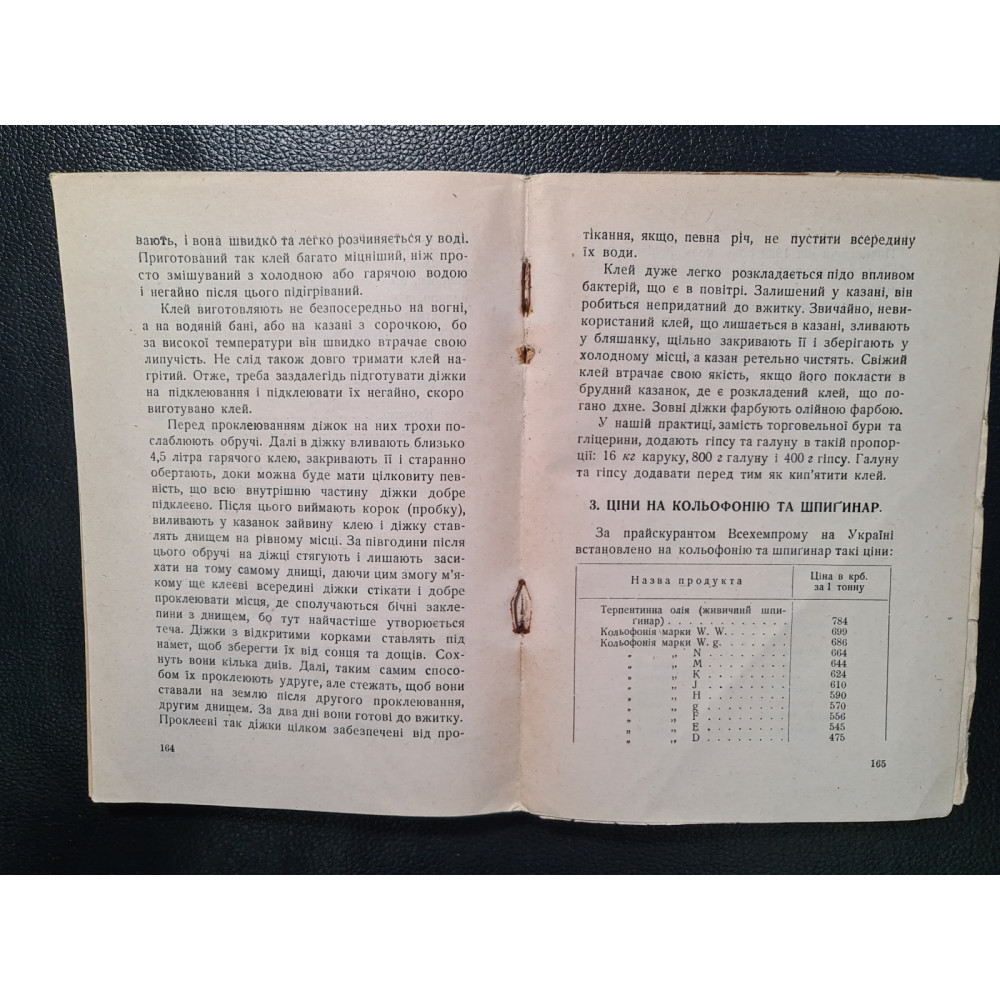 вають, і вона швидко та легко розчиняється у воді.
Приготований так клей багато міцніший, ніж про-
сто змішуваний з холодною або гарячою водою
і негайно після цього підігріваний.
Клей виготовляють не безпосередньо на вогні,
а на водяній бані, або на казані з сорочкою, бо
за високої температури він швидко втрачає свою
липучість. Не слід також довго тримати клей на-
грітий. Отже, треба заздалегідь підготувати діжки
на підклеювання і підклеювати їх негайно, скоро
виготувано клей.
Перед проклеюванням діжок на них трохи по-
слаблюють обручі. Далі в діжку вливають близько
4,5 літра гарячого клею, закривають її і старанно
обертають, доки можна буде мати цілковиту пев-
ність, що всю внутрішню частину діжки добре
підклеєно. Після цього виймають корок (пробку),
виливають у казанок зайвину клею і діжку став-
лять днищем на рівному місці. За півгодини після
цього обручі на діжці стягують і лишають заси-
хати на тому самому днищі, даючи цим змогу м'я-
кому ще клеєві всередині діжки стікати і добре
проклеювати місця, де сполучаються бічні закле-
пини з днищем, бо тут найчастіше утворюється
теча. Діжки з відкритими корками ставлять під
намет, щоб зберегти їх від сонця та дощів. Сох-
нуть вони кілька днів. Далі, таким самим спосо-
бом їх проклеюють удруге, але стежать, щоб вони
ставали на землю після другого проклеювання,
другим днищем. За два дні вони готові до вжитку.
Проклеєні так діжки цілком забезпечені від про-
164
тікання, якщо, певна річ, не пустити всередину
їх води.
Клей дуже легко розкладається підо впливом
бактерій, що є в повітрі. Залишений у казані, він
робиться непридатний до вжитку. Звичайно, неви-
користаний клей, що лишається в казані, зливають
у бляшанку, щільно закривають її і зберігають у
холодному місці, а казан ретельно чистять. Свіжий
клей втрачає свою якість, якщо його покласти в
брудний казанок, де є розкладений клей, що по-
гано дхне. Зовні діжки фарбують олійною фарбою.
У нашій практиці, замість торговельної бури та
гліцерини, додають гіпсу та галуну в такій пропор-
ції: 16 кг каруку, 800 г галуну і 400 г гіпсу. Галуну
та гіпсу додавати перед тим як кип'ятити клей.
3. ЦІНИ НА КОЛЬОФОНІЮ ТА ШПИҐИНАР.
За прайскурантом Всехемпрому на Україні
встановлено на кольофонію та шпиґінар такі ціни:
Назва продукта Ціна в крб. за 1 тонну
Терпентинна олія (живичний шпи-
ґинар) . . . . . . . . . . . . 784
Кольофонія марки W. W. . . . . . . 699
Кольофонія марки W. g. . . . . . . 686
„ „ N . . . . . . . . 664
„ „ M . . . . . . . . 644
„ „ K . . . . . . . . 624
„ „ J . . . . . . . . 610
„ „ H . . . . . . . . 590
„ „ g . . . . . . . . 570
„ „ F . . . . . . . . 556
„ „ E . . . . . . . . 545
„ „ D . . . . . . . . 475
165